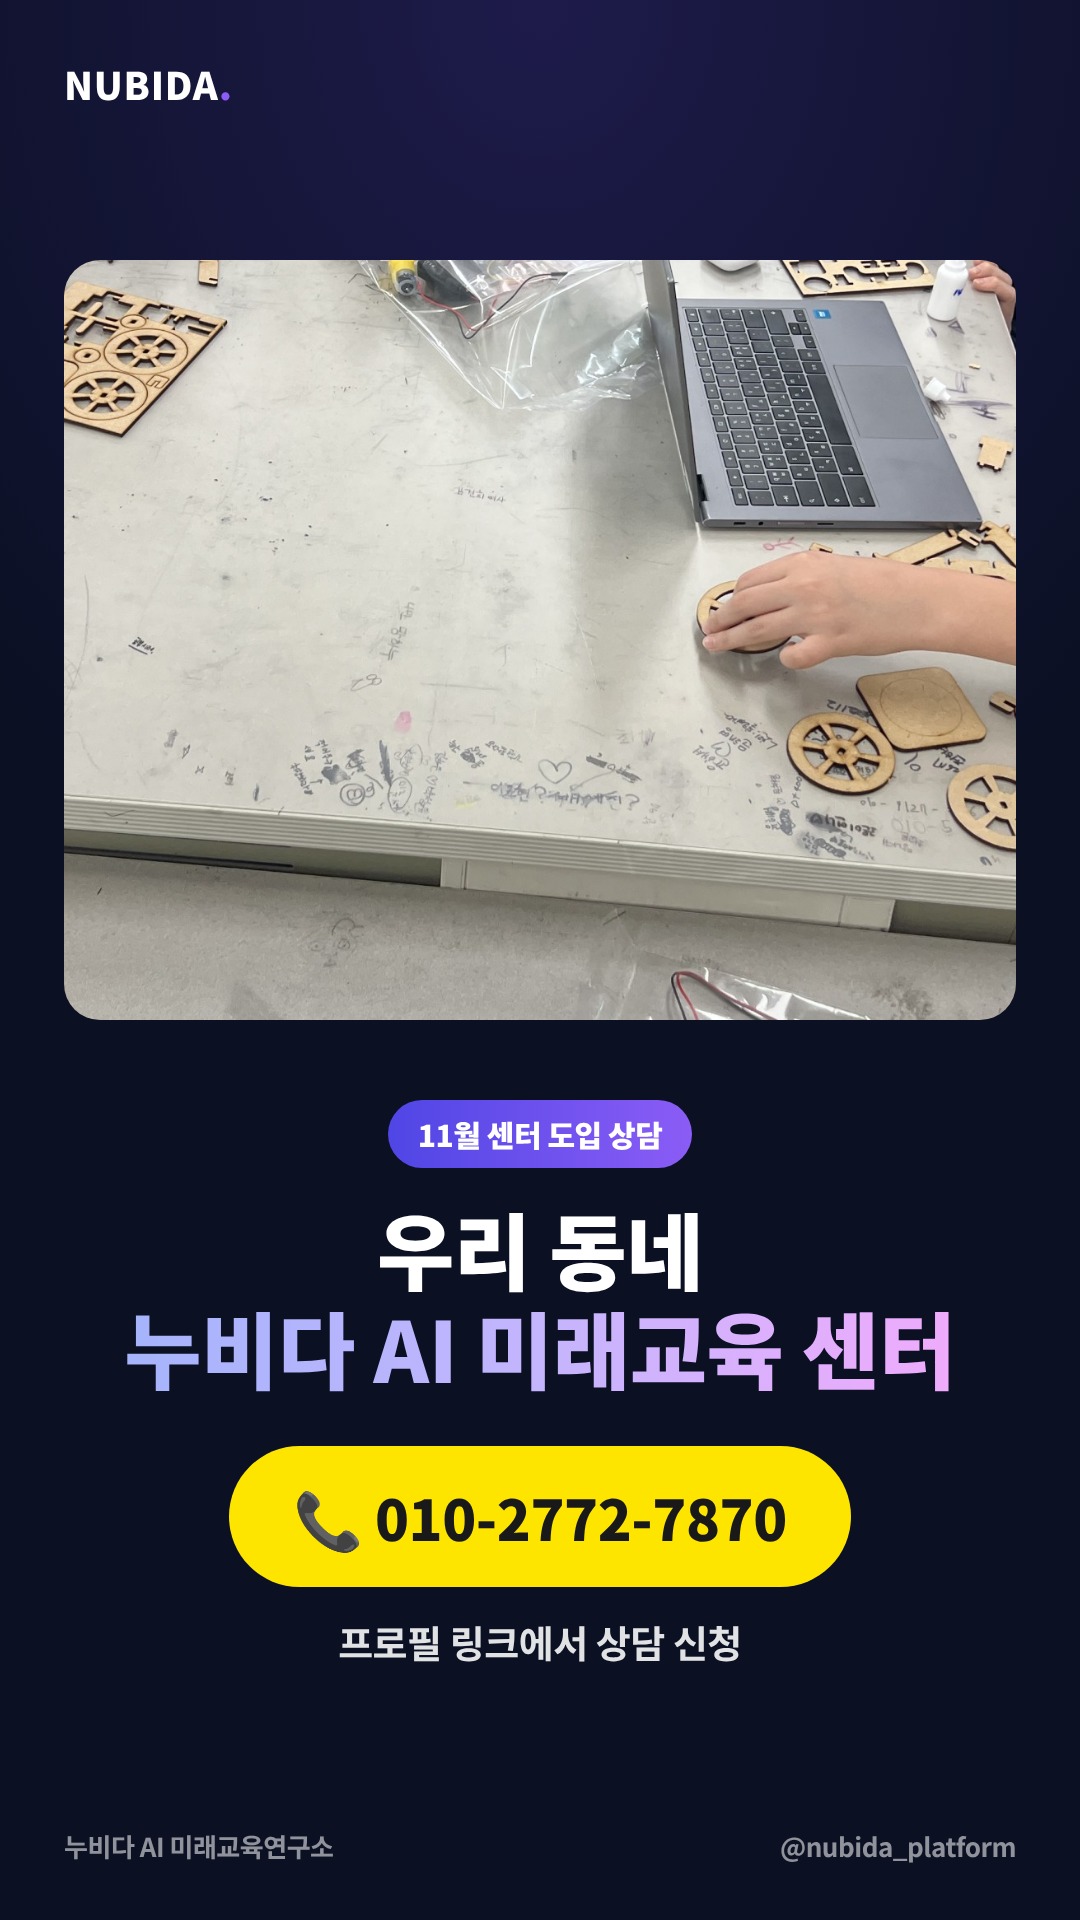 NUBIDA.
11월 센터 도입 상담
우리 동네
누비다 AI 미래교육 센터
010-2772-7870
프로필 링크에서 상담 신청
누비다 AI 미래교육연구소
@nubida_platform